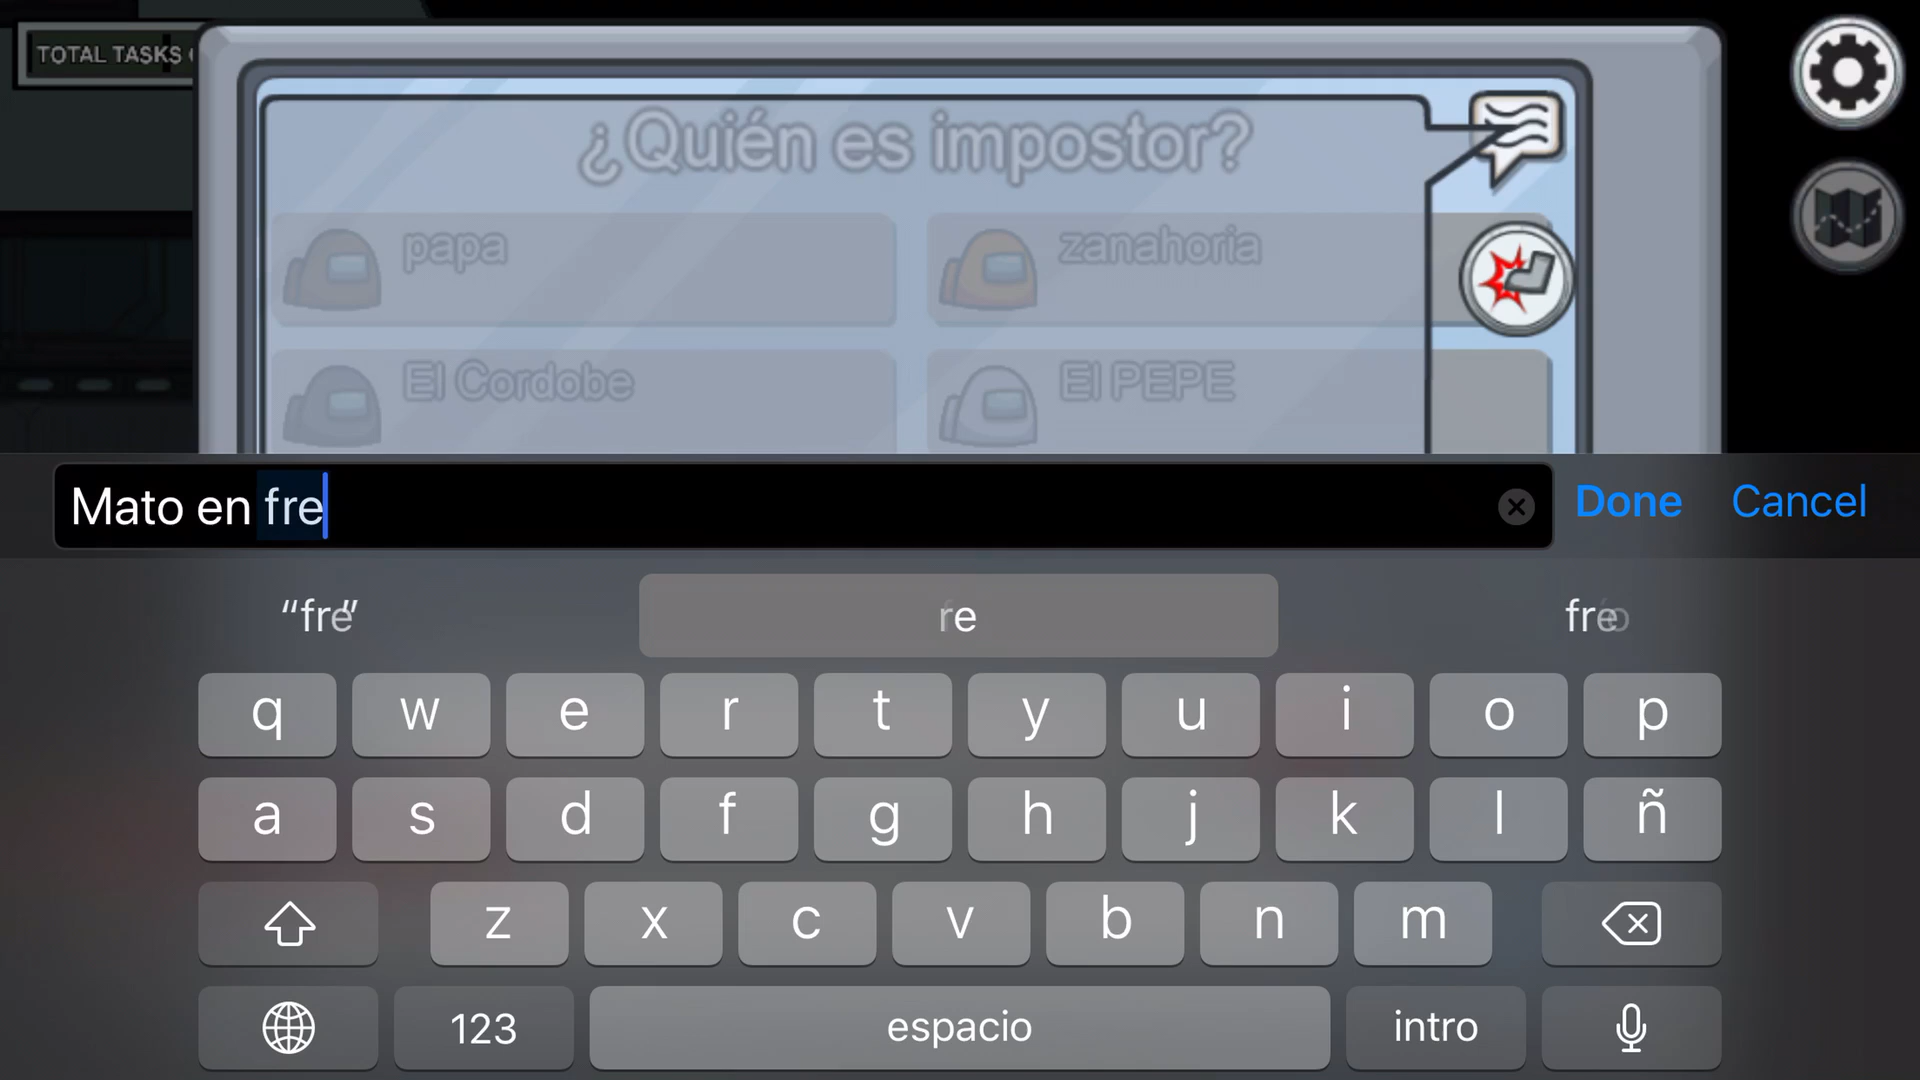 TOTAL TASKS
¿Quién es impostor?
papa
zanahoria
El Cordobe
El PEPE
Mato en fre
Done
Cancel
“fre”
re
fre
q w e r t y u i o p
a s d f g h j k l ñ
z x c v b n m
123
espacio
intro